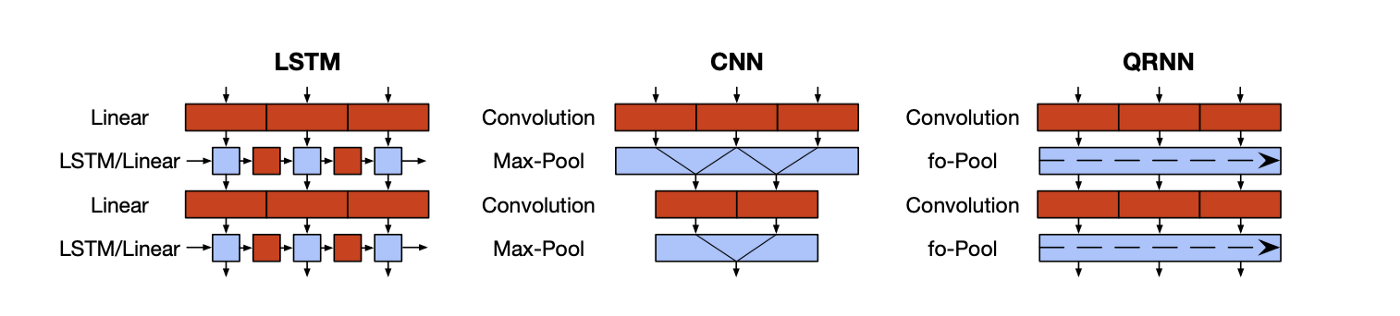 LSTM
Linear
LSTM/Linear
Linear
LSTM/Linear
CNN
Convolution
Max-Pool
Convolution
Max-Pool
QRNN
Convolution
fo-Pool
Convolution
fo-Pool